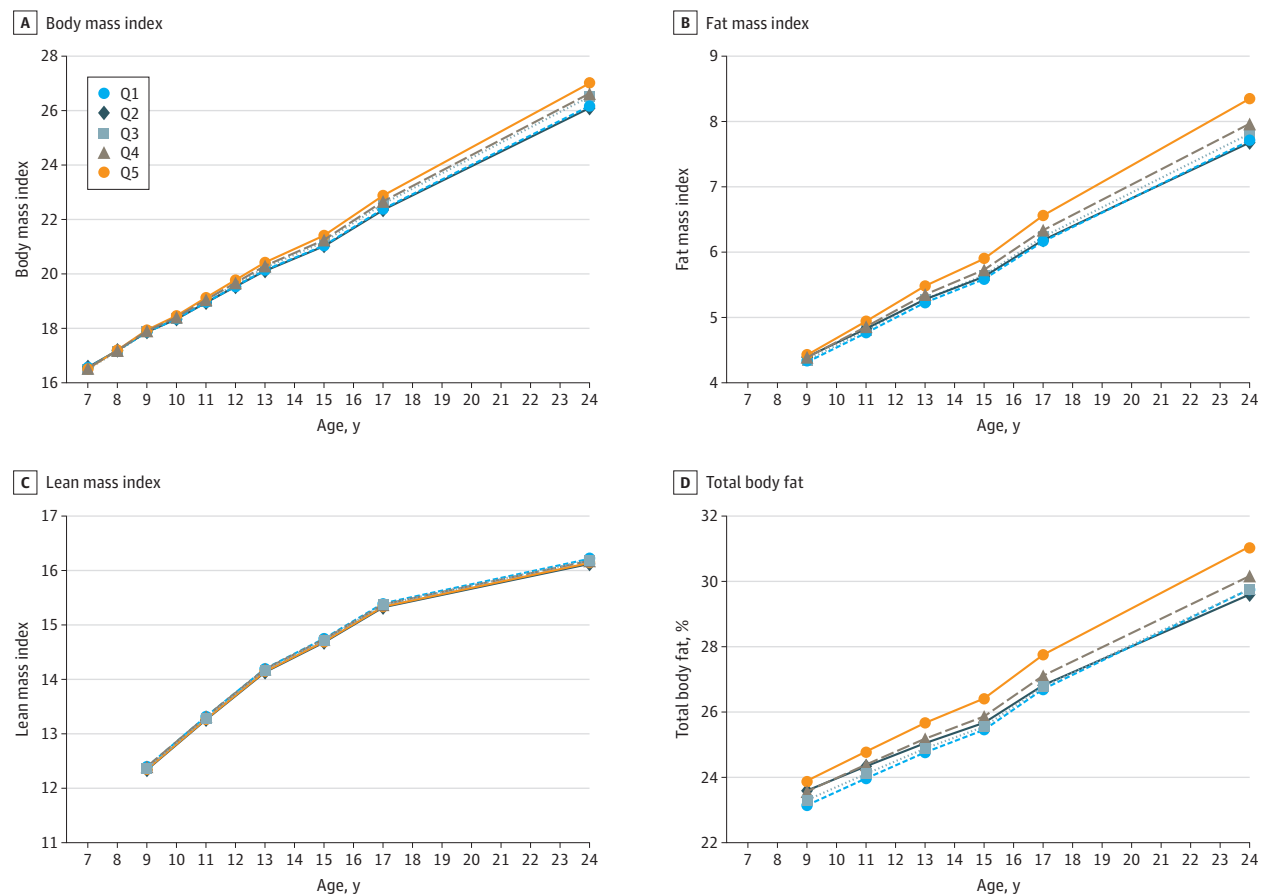 A Body mass index
28
26
24
22
20
18
16
Body mass index
Q1
Q2
Q3
Q4
Q5
7 8 9 10 11 12 13 14 15 16 17 18 19 20 21 22 23 24
Age, y
B Fat mass index
9
8
7
6
5
4
Fat mass index
7 8 9 10 11 12 13 14 15 16 17 18 19 20 21 22 23 24
Age, y
C Lean mass index
17
16
15
14
13
12
11
Lean mass index
7 8 9 10 11 12 13 14 15 16 17 18 19 20 21 22 23 24
Age, y
D Total body fat
32
30
28
26
24
22
Total body fat, %
7 8 9 10 11 12 13 14 15 16 17 18 19 20 21 22 23 24
Age, y